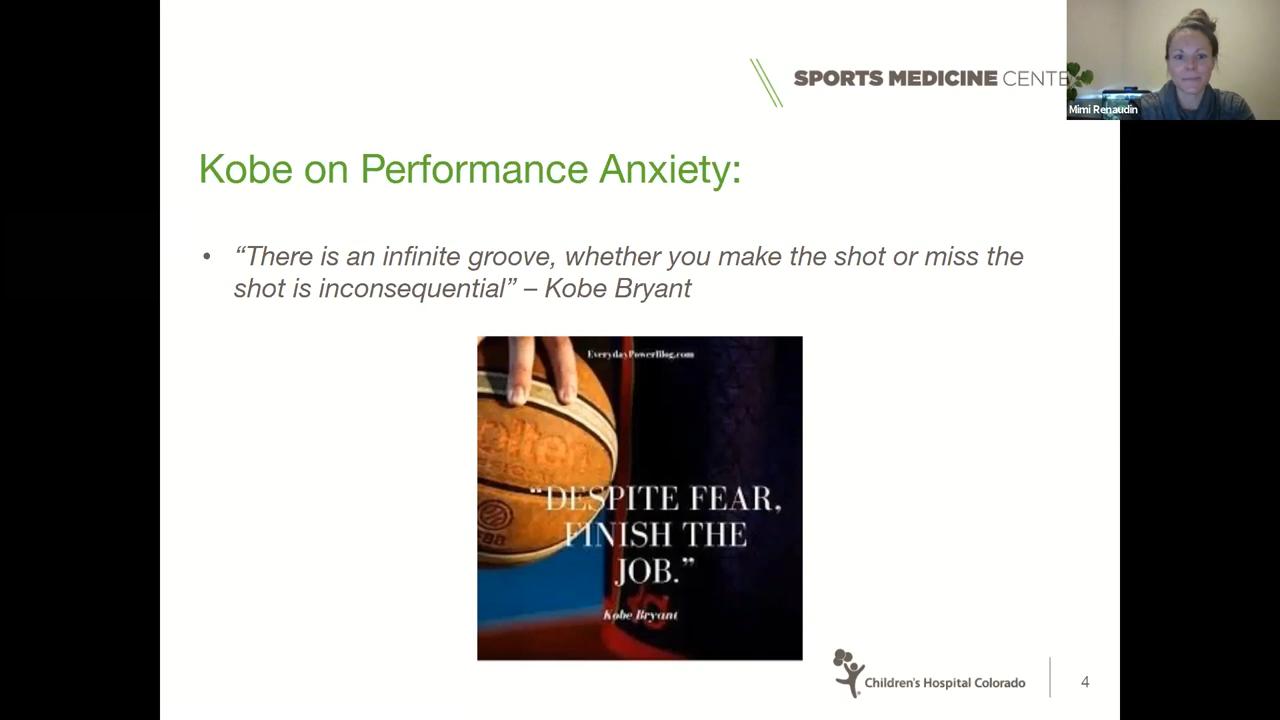 SPORTS MEDICINE CENTE
Mimi Renaudin
Kobe on Performance Anxiety:
• “There is an infinite groove, whether you make the shot or miss the
shot is inconsequential” – Kobe Bryant
EverydayPowerBlog.com
molten
“DESPITE FEAR,
FINISH THE
JOB.”
Kobe Bryant
Children's Hospital Colorado
4